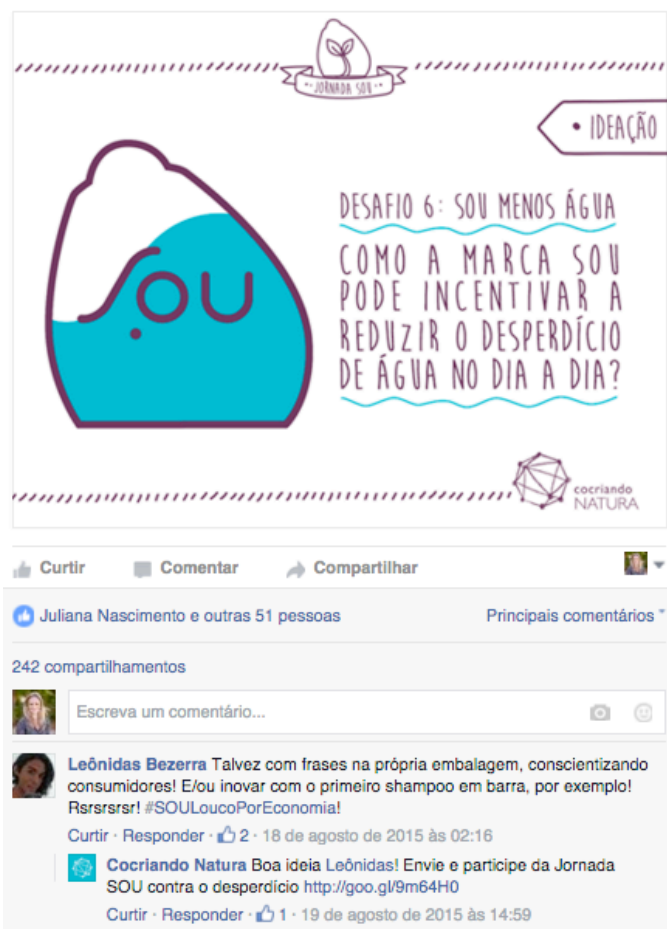 JORNADA SOU
• IDEAÇÃO
DESAFIO 6: SOU MENOS ÁGUA
COMO A MARCA SOU
PODE INCENTIVAR A
REDUZIR O DESPERDÍCIO
DE ÁGUA NO DIA A DIA?
.OU
cocriando
NATURA
Curtir Comentar Compartilhar
Juliana Nascimento e outras 51 pessoas Principais comentários
242 compartilhamentos
Escreva um comentário...
Leônidas Bezerra Talvez com frases na própria embalagem, conscientizando
consumidores! E/ou inovar com o primeiro shampoo em barra, por exemplo!
Rsrsrsrsr! #SOULoucoPorEconomia!
Curtir · Responder · 2 · 18 de agosto de 2015 às 02:16
Cocriando Natura Boa ideia Leônidas! Envie e participe da Jornada
SOU contra o desperdício http://goo.gl/9m64H0
Curtir · Responder · 1 · 19 de agosto de 2015 às 14:59